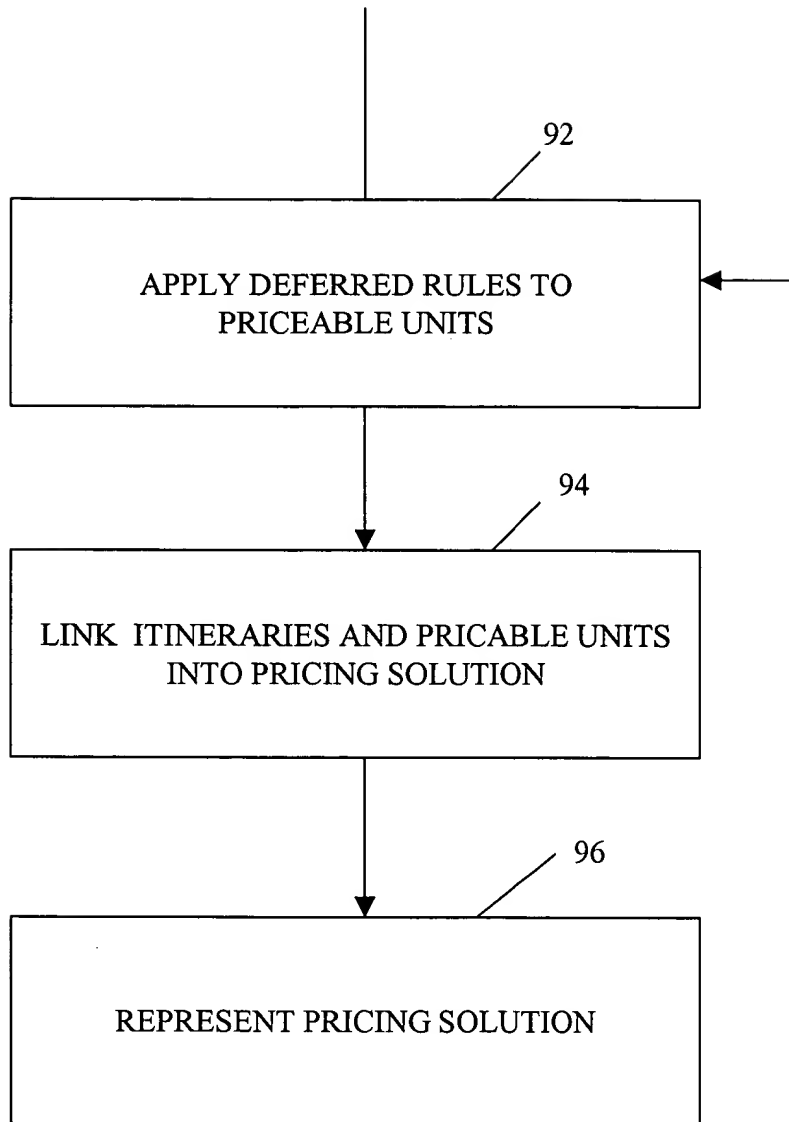 92
APPLY DEFERRED RULES TO
PRICEABLE UNITS
94
LINK ITINERARIES AND PRICABLE UNITS
INTO PRICING SOLUTION
96
REPRESENT PRICING SOLUTION